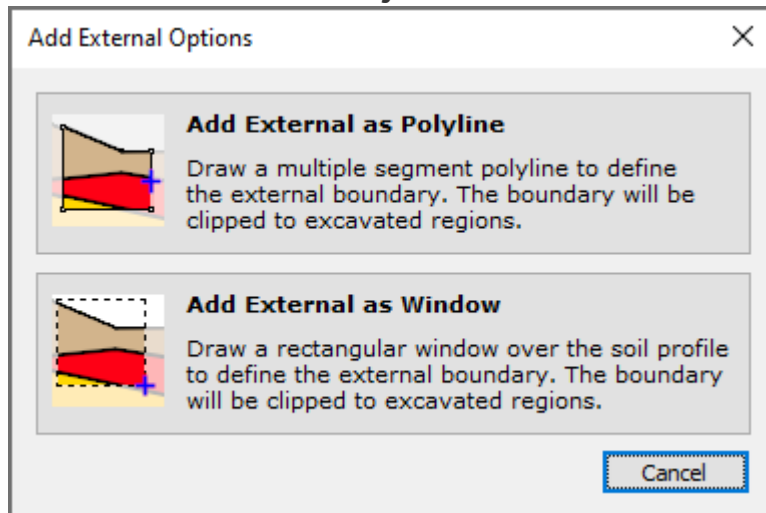 Add External Options
Add External as Polyline
Draw a multiple segment polyline to define
the external boundary. The boundary will be
clipped to excavated regions.
Add External as Window
Draw a rectangular window over the soil profile
to define the external boundary. The boundary
will be clipped to excavated regions.
Cancel